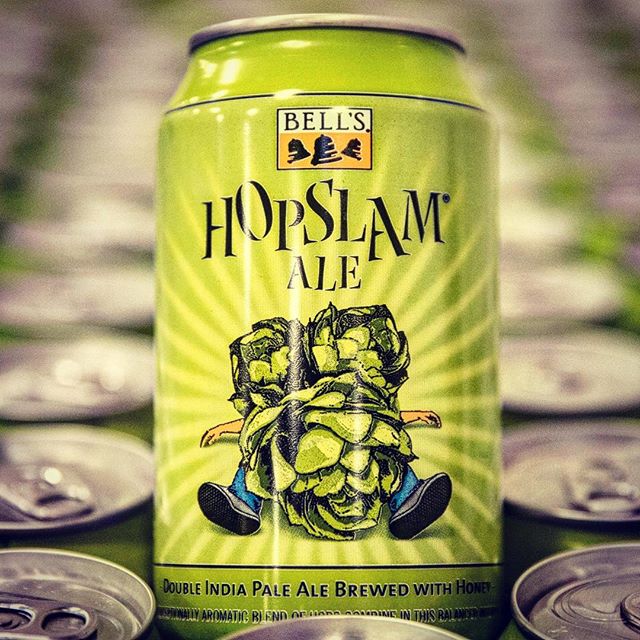 BELL'S.
HOPSLAM®
ALE
DOUBLE INDIA PALE ALE BREWED WITH HONEY
AROMATIC BLEND OF HOPS COMBINE IN THIS BALANCED